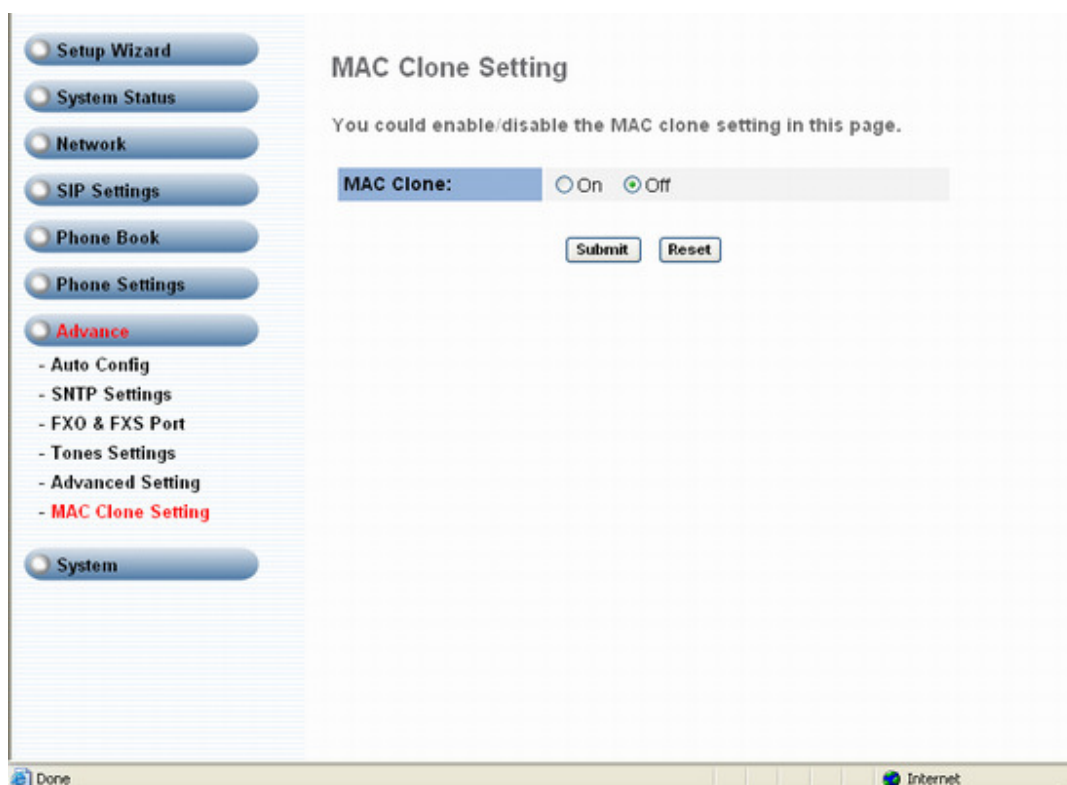 Setup Wizard
System Status
Network
SIP Settings
Phone Book
Phone Settings
Advance
- Auto Config
- SNTP Settings
- FXO & FXS Port
- Tones Settings
- Advanced Setting
- MAC Clone Setting
System
MAC Clone Setting
You could enable/disable the MAC clone setting in this page.
MAC Clone: On Off
Submit Reset
Done Internet